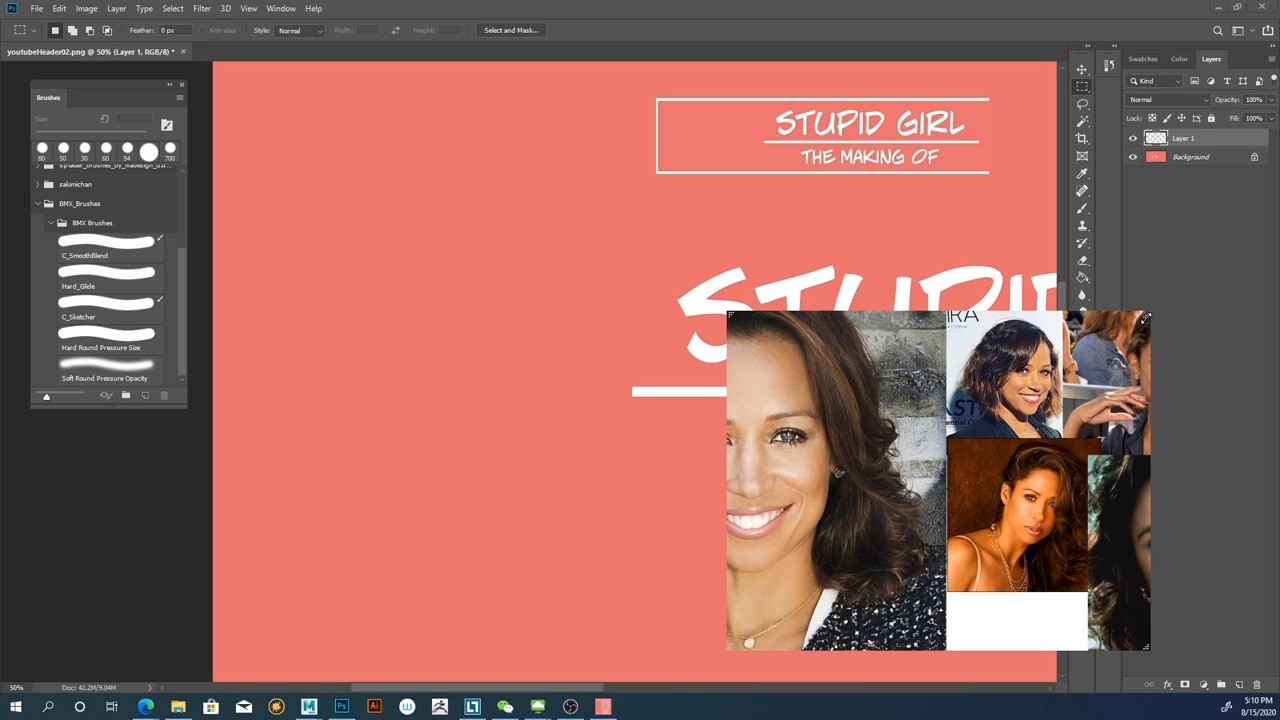 Ps File Edit Image Layer Type Select Filter 3D View Window Help
Feather: 0 px Anti-alias Style: Normal Width: Height: Select and Mask...
youtubeHeader02.png @ 50% (Layer 1, RGB/8) * ×
Brushes
Size:
80 50 30 60 54 700
sakimichan
BMX_Brushes
BMX Brushes
C_SmoothBlend
Hard_Glide
C_Sketcher
Hard Round Pressure Size
Soft Round Pressure Opacity
STUPID GIRL
THE MAKING OF
STUPID
IRA
Swatches Color Layers
Kind
Normal Opacity: 100%
Lock: Fill: 100%
Layer 1
Background
50% Doc: 42.2M/9.04M
5:10 PM
8/15/2020